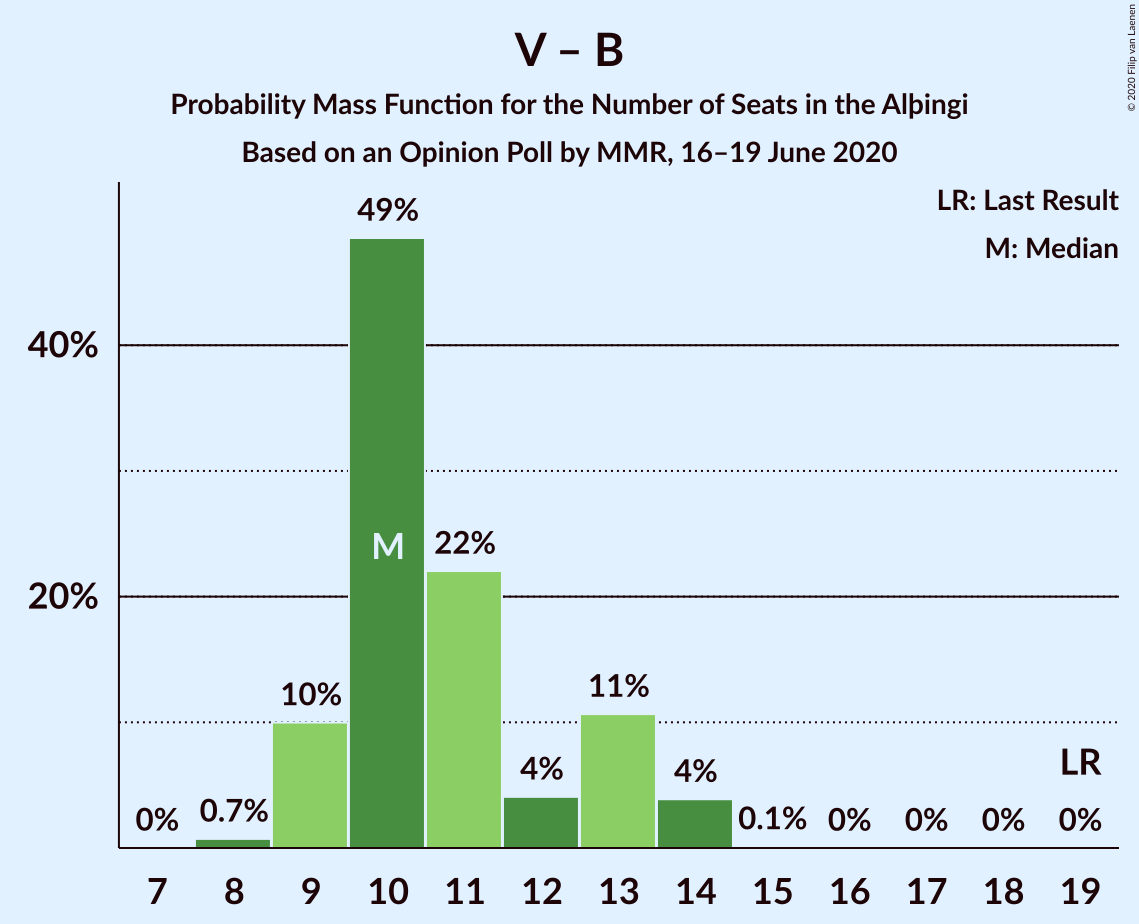 V – B
Probability Mass Function for the Number of Seats in the Alþingi
Based on an Opinion Poll by MMR, 16–19 June 2020
© 2020 Filip van Laenen
LR: Last Result
M: Median
49%
40%
M
22%
20%
10%
11%
4%
4%
LR
0%
0.7%
0.1%
0%
0%
0%
0%
7 8 9 10 11 12 13 14 15 16 17 18 19